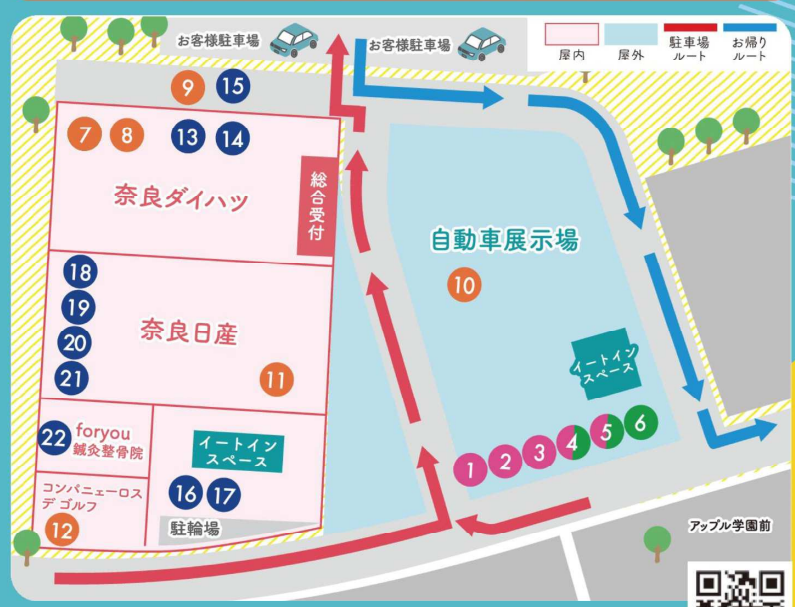 お客様駐車場
お客様駐車場
屋内
屋外
駐車場
ルート
お帰り
ルート
9
15
7
8
13
14
奈良ダイハツ
総合受付
自動車展示場
10
18
19
20
21
奈良日産
11
イートイン
スペース
22
foryou
鍼灸整骨院
イートイン
スペース
1
2
3
4
5
6
コンパニューロス
デ ゴルフ
12
16
17
駐輪場
アップル学園前